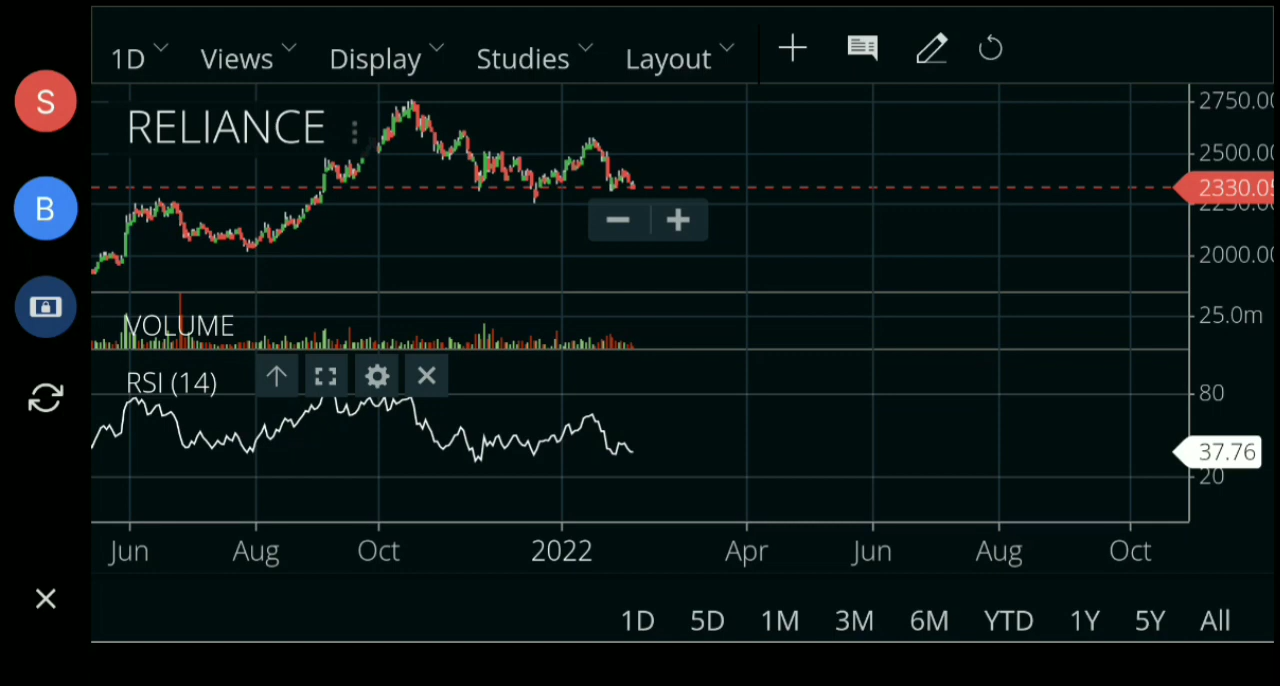 1D Views Display Studies Layout
S
RELIANCE
2750.00
2500.00
B
2330.05
2250.00
2000.00
VOLUME
25.0m
RSI (14)
80
37.76
20
Jun Aug Oct 2022 Apr Jun Aug Oct
1D 5D 1M 3M 6M YTD 1Y 5Y All